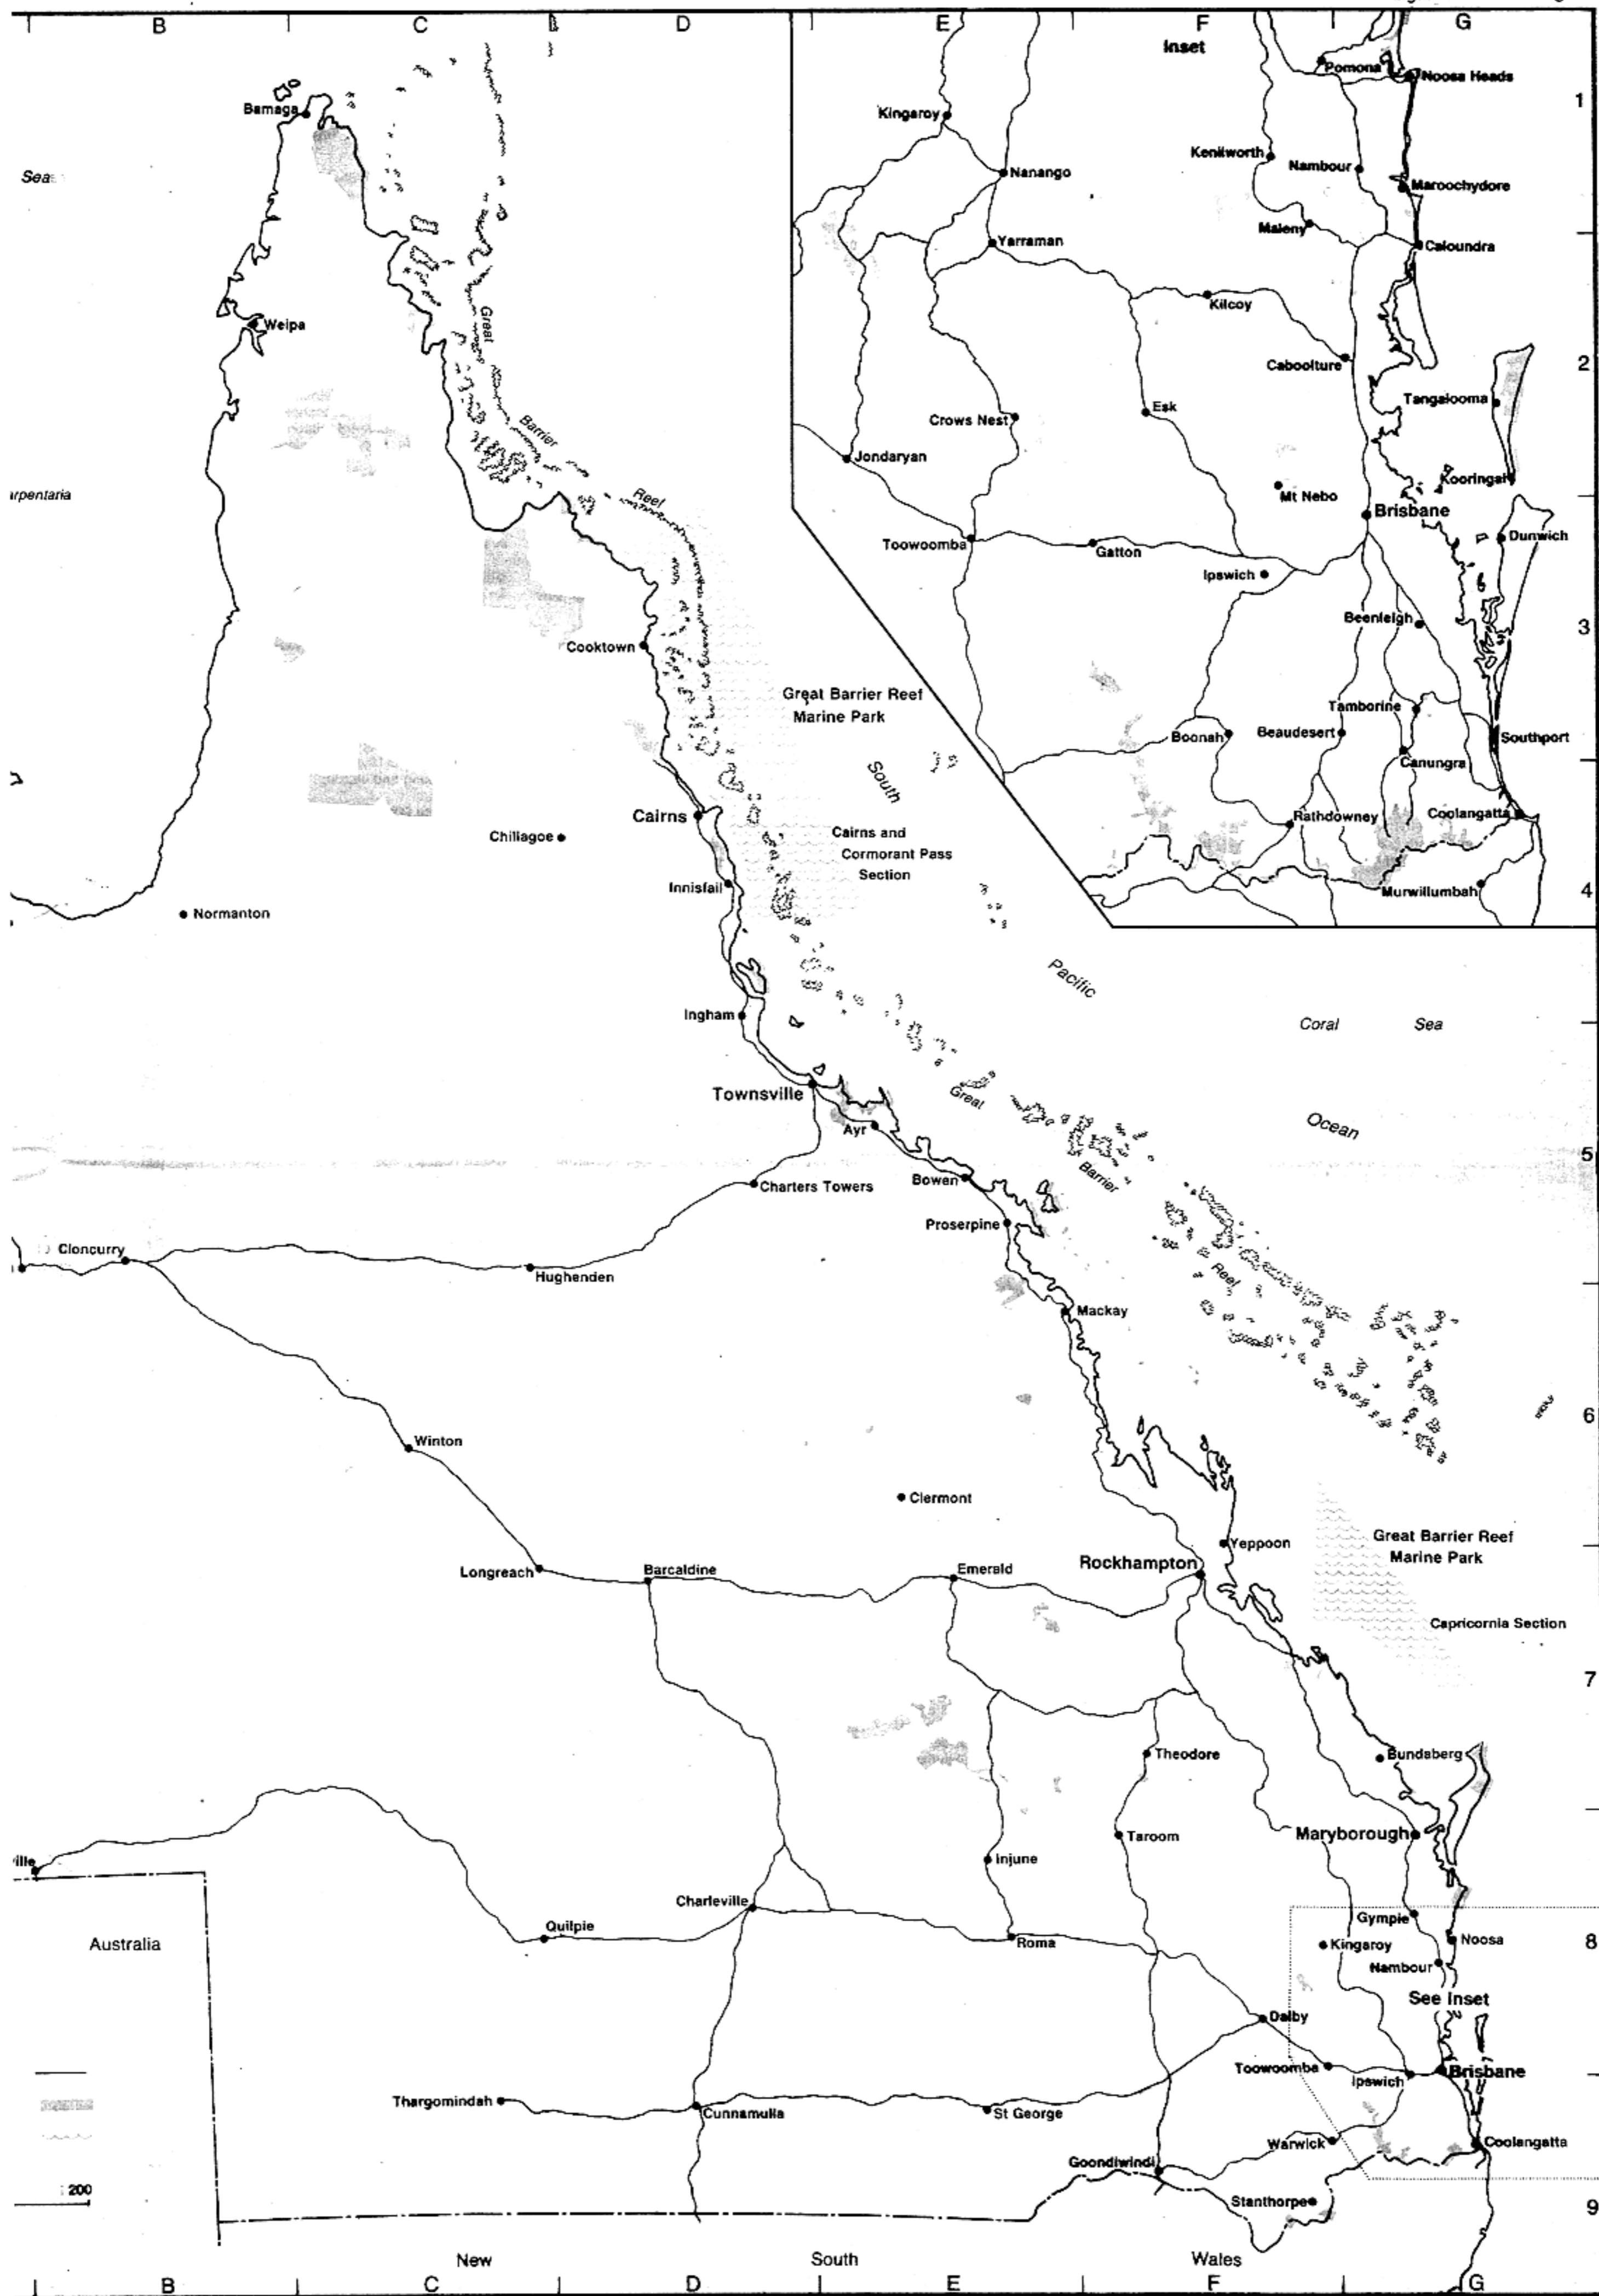 B C D E F G
Inset
Pomona
Noosa Heads
1
Bamaga
Kingaroy
Kenilworth
Nambour
Sea
Nanango
Maroochydore
Maleny
Yarraman
Caloundra
Kilcoy
Great
Weipa
Caboolture
2
Tangalooma
Esk
Crows Nest
Barrier
Jondaryan
Kooringal
arpentaria
Reef
Mt Nebo
Brisbane
Dunwich
Toowoomba
Gatton
Ipswich
Beenleigh
3
Cooktown
Great Barrier Reef
Marine Park
Tamborine
Boonah
Beaudesert
Southport
Canungra
South
Cairns
Rathdowney
Coolangatta
Chillagoe
Cairns and
Cormorant Pass
Section
Innisfail
Murwillumbah
4
Normanton
Pacific
Ingham
Coral Sea
Townsville
Great
Ayr
Ocean
5
Barrier
Charters Towers
Bowen
Proserpine
Cloncurry
Hughenden
Reef
Mackay
6
Winton
Clermont
Yeppoon
Great Barrier Reef
Marine Park
Longreach
Barcaldine
Emerald
Rockhampton
Capricornia Section
7
Theodore
Bundaberg
Taroom
Maryborough
Injune
ville
Charleville
Gympie
Quilpie
Australia
Roma
Kingaroy
Noosa
8
Nambour
See Inset
Dalby
Toowoomba
Ipswich
Brisbane
Thargomindah
Cunnamulla
St George
Warwick
Coolangatta
Goondiwindi
200
Stanthorpe
9
New South Wales
B C D E F G